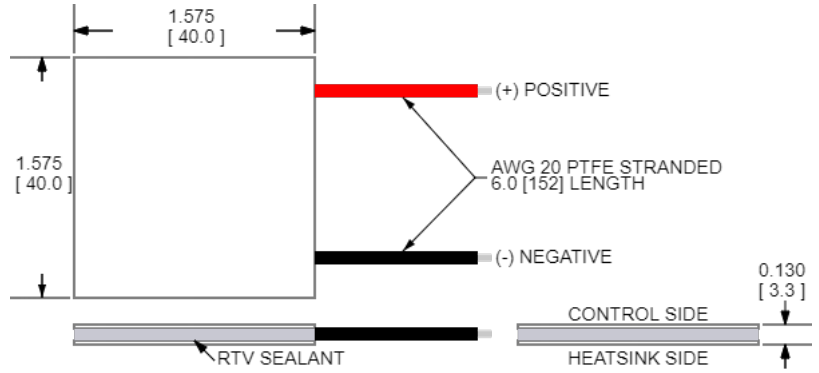 1.575
[ 40.0 ]
(+) POSITIVE
1.575
[ 40.0 ]
AWG 20 PTFE STRANDED
6.0 [152] LENGTH
(-) NEGATIVE
0.130
[ 3.3 ]
CONTROL SIDE
RTV SEALANT
HEATSINK SIDE